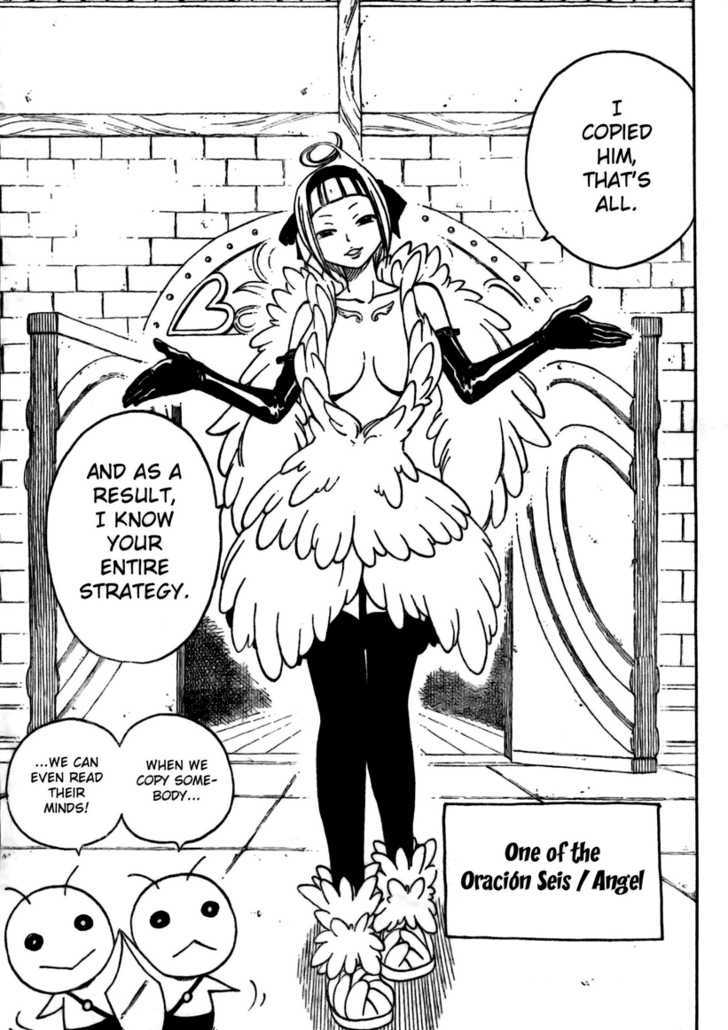 I
COPIED
HIM,
THAT'S
ALL.
AND AS A
RESULT,
I KNOW
YOUR
ENTIRE
STRATEGY.
WHEN WE
COPY SOME-
BODY...
...WE CAN
EVEN READ
THEIR
MINDS!
One of the
Oración Seis / Angel